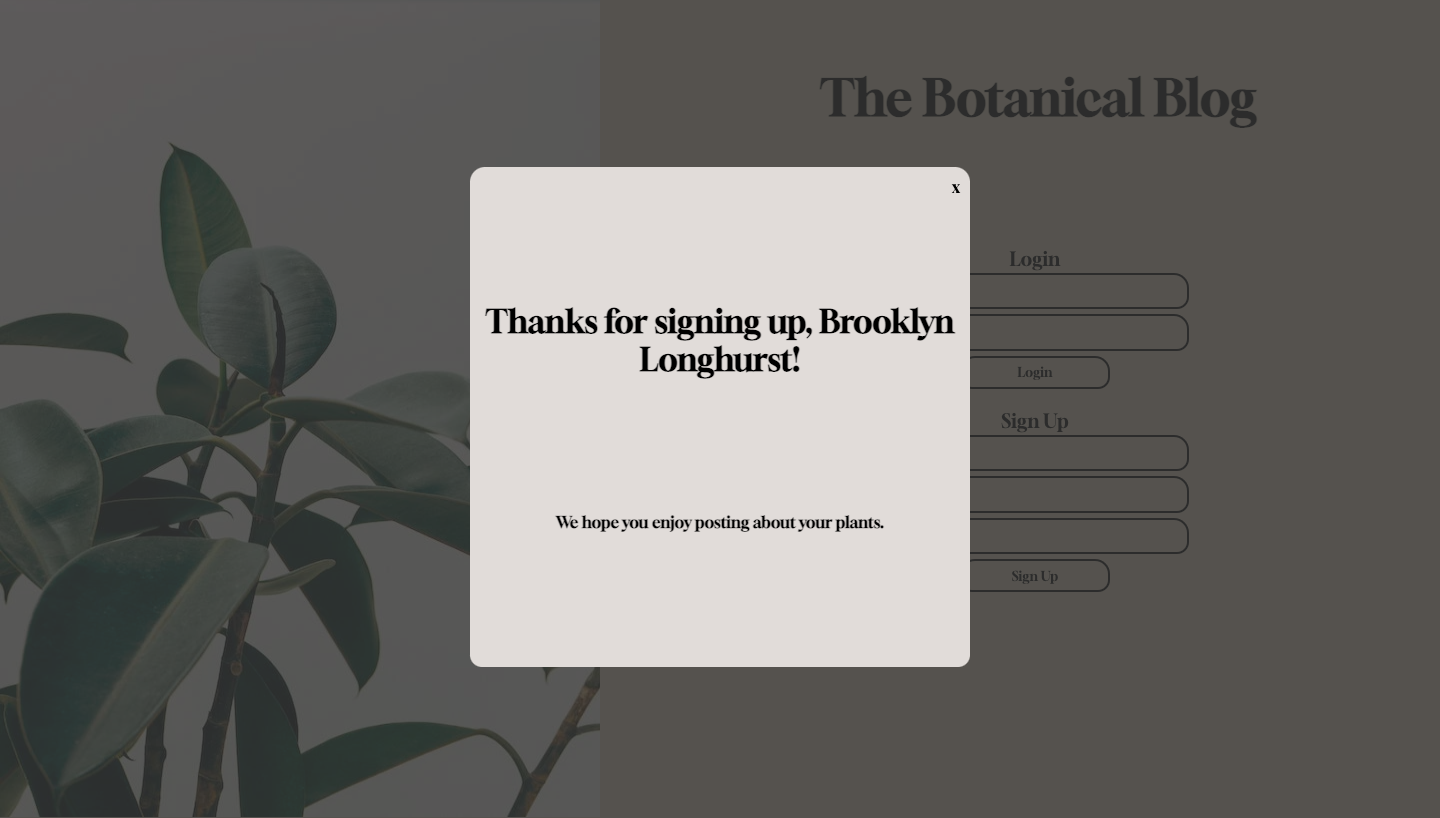 The Botanical Blog
x
Thanks for signing up, Brooklyn
Longhurst!
We hope you enjoy posting about your plants.
Login
Login
Sign Up
Sign Up